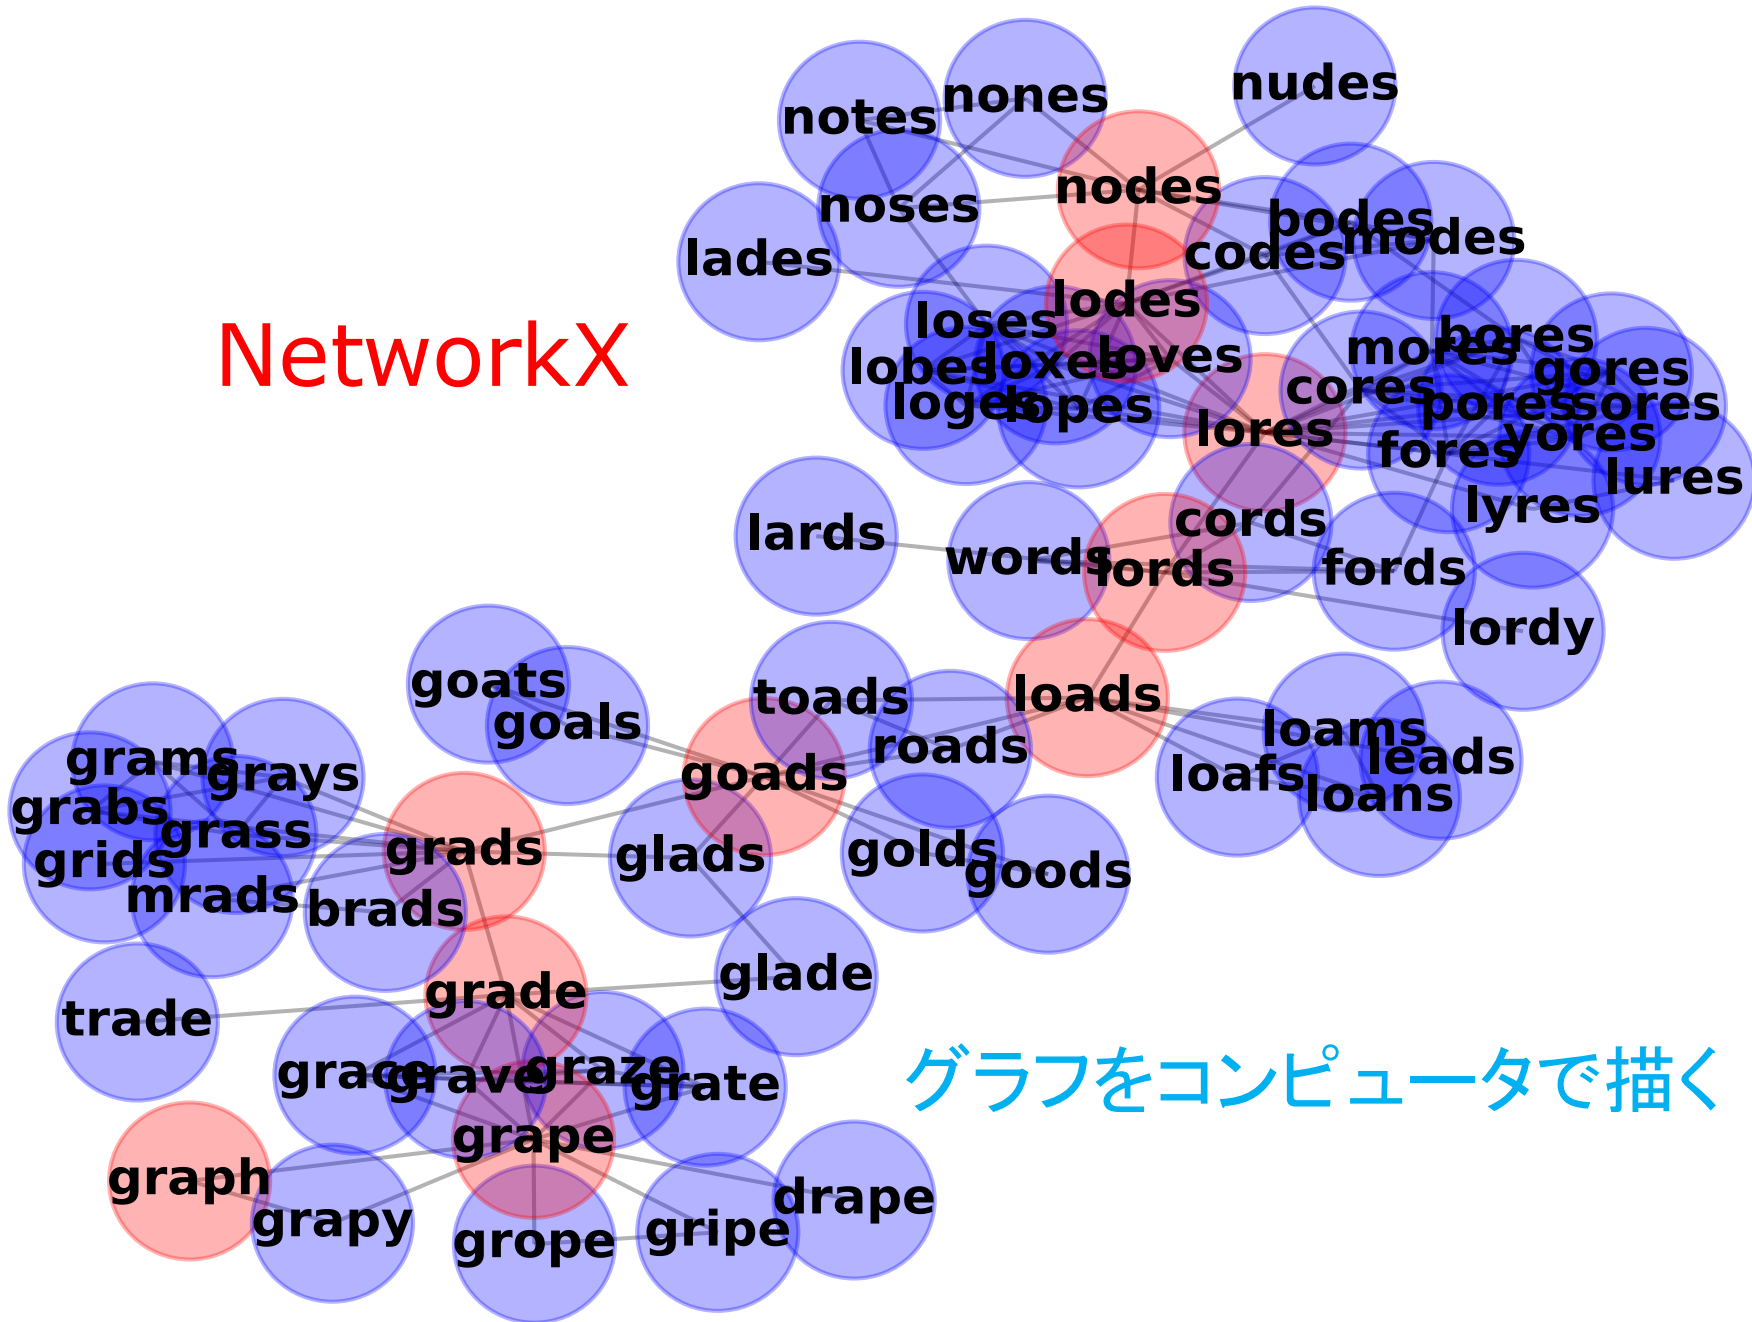 nudes
nones
notes
nodes
noses
bodes
modes
codes
lades
lodes
loses
bores
NetworkX
mores
loves
loxes
lobes
gores
cores
loges
lopes
pores
sores
lores
yores
fores
lures
lyres
cords
lards
words
lords
fords
lordy
goats
toads
loads
goals
loams
roads
leads
grams
grays
goads
loafs
loans
grabs
grass
grads
glads
golds
grids
goods
mrads
brads
glade
grade
trade
graze
grace
grave
grate
グラフをコンピュータで描く
grape
graph
drape
grapy
gripe
grope